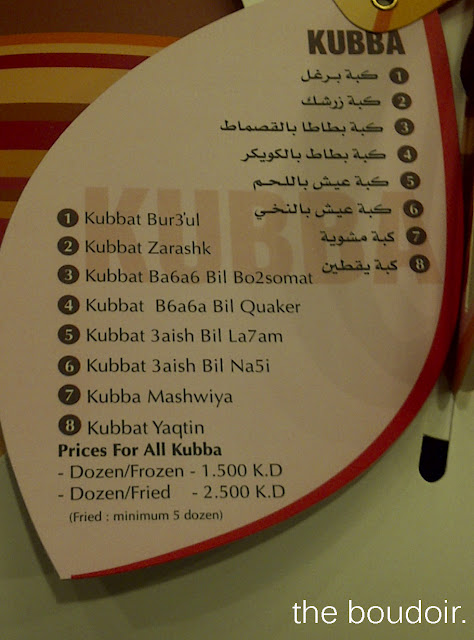 KUBBA
1 كبة برغل
2 كبة زرشك
3 كبة بطاطا بالقصماط
4 كبة بطاط بالكويكر
5 كبة عيش باللحم
6 كبة عيش بالنخي
7 كبة مشوية
8 كبة يقطين
KUBBA
1 Kubbat Bur3'ul
2 Kubbat Zarashk
3 Kubbat Ba6a6 Bil Bo2somat
4 Kubbat B6a6a Bil Quaker
5 Kubbat 3aish Bil La7am
6 Kubbat 3aish Bil Na5i
7 Kubba Mashwiya
8 Kubbat Yaqtin
Prices For All Kubba
- Dozen/Frozen - 1.500 K.D
- Dozen/Fried - 2.500 K.D
(Fried : minimum 5 dozen)
the boudoir.